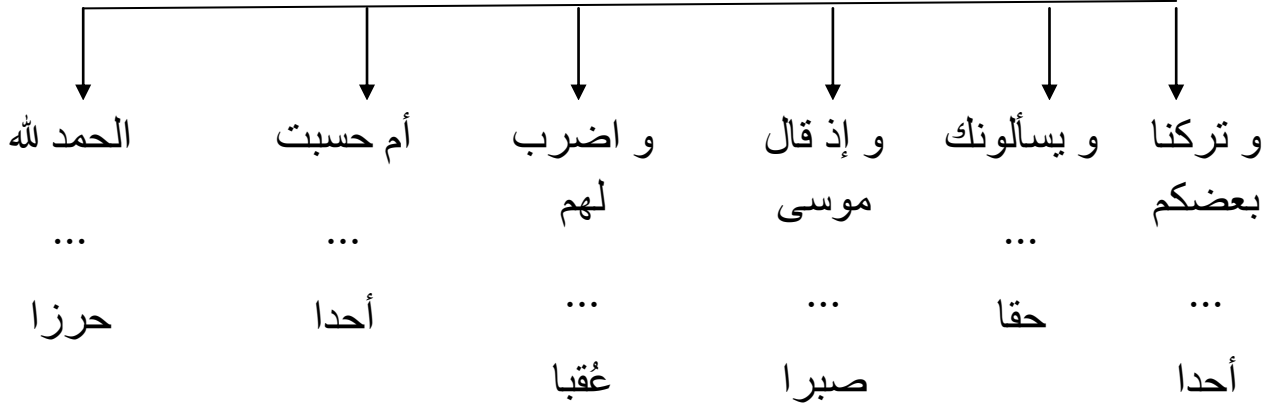 و تركنا
بعضكم
...
أحدا
و يسألونك
...
حقا
و إذ قال
موسى
...
صبرا
و اضرب
لهم
...
عُقبا
أم حسبت
...
أحدا
الحمد لله
...
حرزا